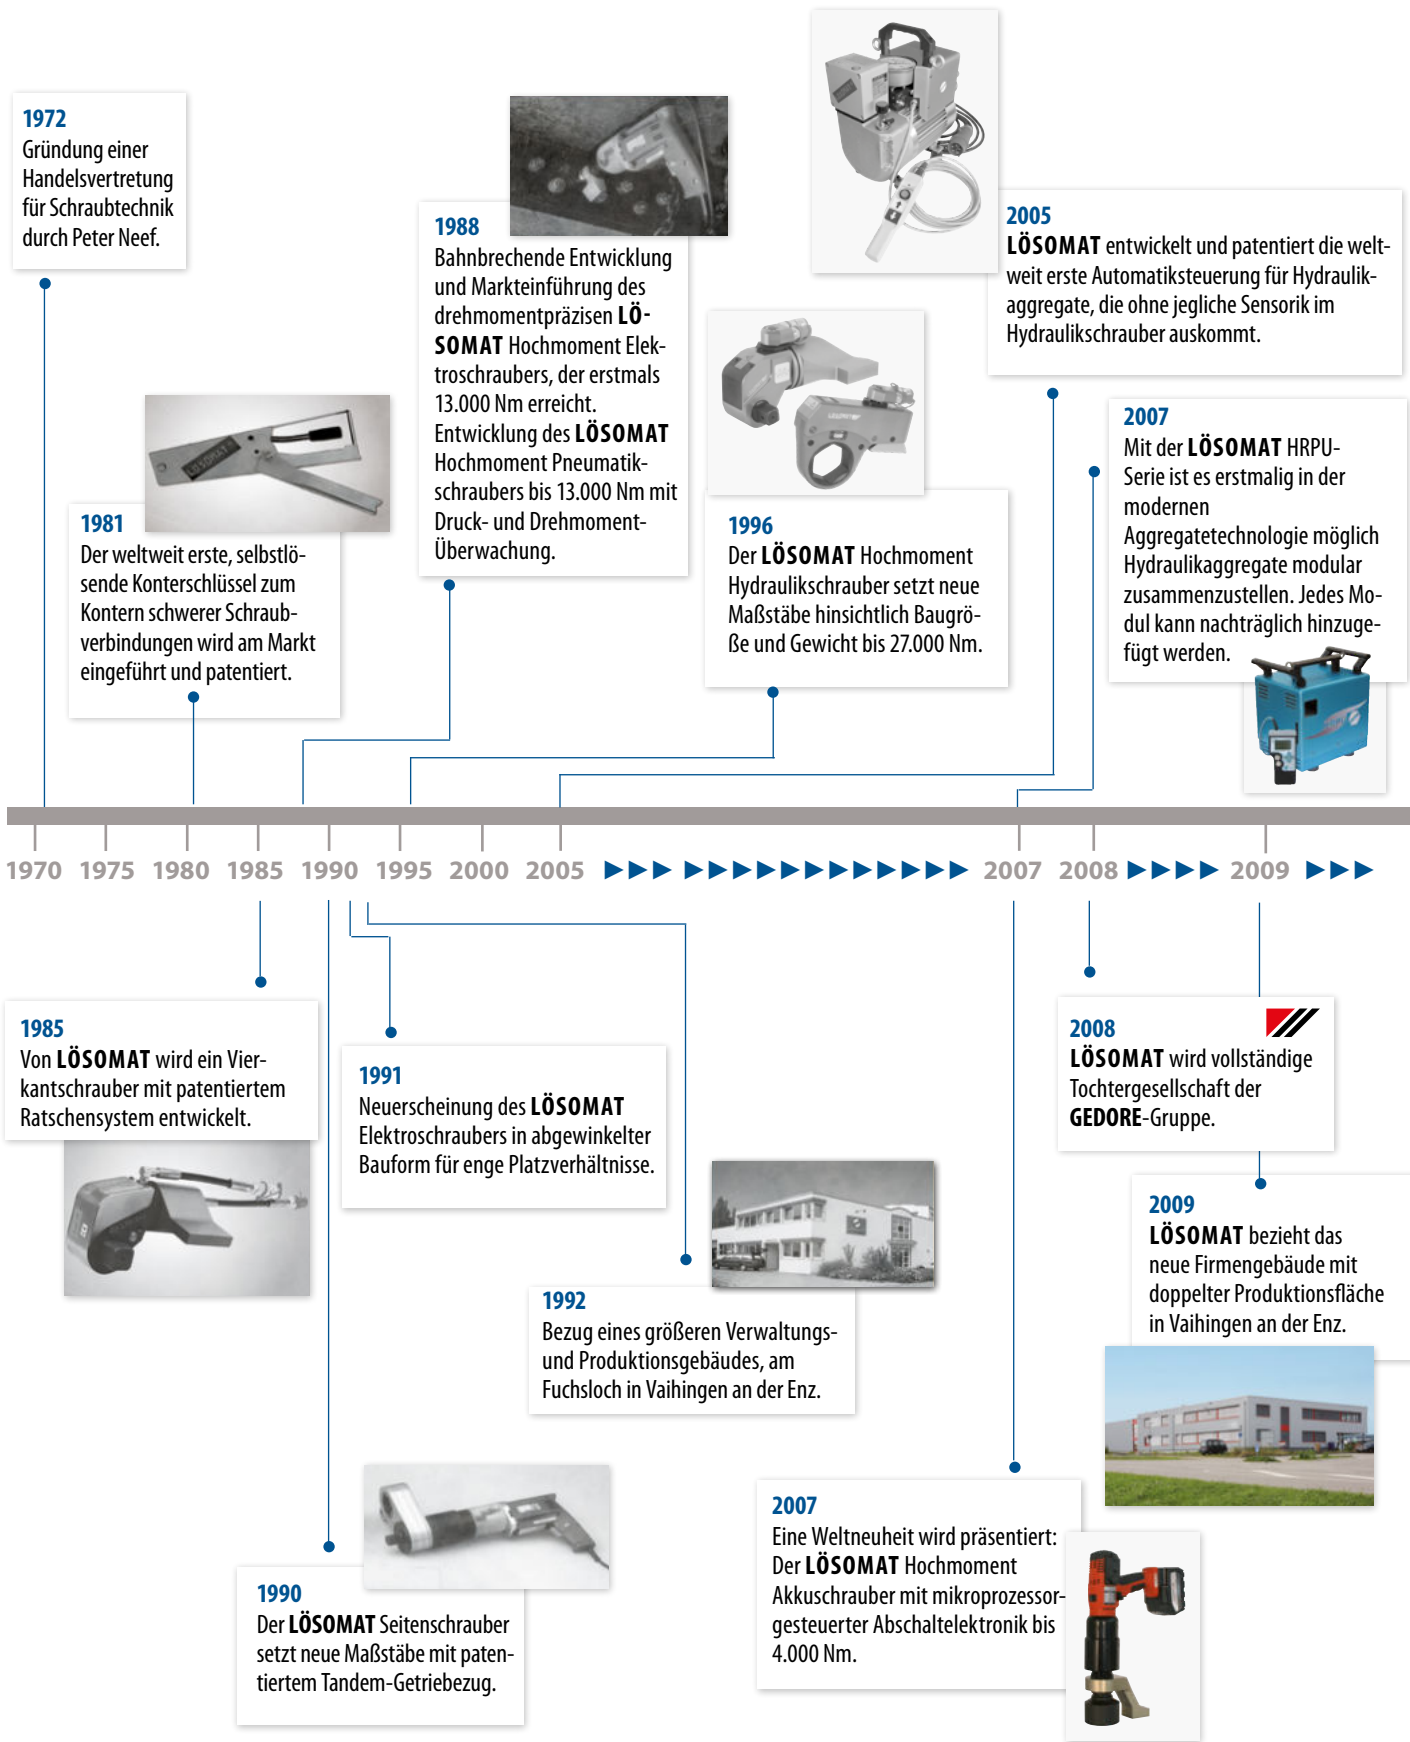 1972
Gründung einer
Handelsvertretung
für Schraubtechnik
durch Peter Neef.
1981
Der weltweit erste, selbstlö-
sende Konterschlüssel zum
Kontern schwerer Schraub-
verbindungen wird am Markt
eingeführt und patentiert.
LÖSOMAT
1988
Bahnbrechende Entwicklung
und Markteinführung des
drehmomentpräzisen LÖ-
SOMAT Hochmoment Elek-
troschraubers, der erstmals
13.000 Nm erreicht.
Entwicklung des LÖSOMAT
Hochmoment Pneumatik-
schraubers bis 13.000 Nm mit
Druck- und Drehmoment-
Überwachung.
1996
Der LÖSOMAT Hochmoment
Hydraulikschrauber setzt neue
Maßstäbe hinsichtlich Baugrö-
ße und Gewicht bis 27.000 Nm.
2005
LÖSOMAT entwickelt und patentiert die welt-
weit erste Automatiksteuerung für Hydraulik-
aggregate, die ohne jegliche Sensorik im
Hydraulikschrauber auskommt.
2007
Mit der LÖSOMAT HRPU-
Serie ist es erstmalig in der
modernen
Aggregatetechnologie möglich
Hydraulikaggregate modular
zusammenzustellen. Jedes Mo-
dul kann nachträglich hinzuge-
fügt werden.
1970 1975 1980 1985 1990 1995 2000 2005 2007 2008 2009
1985
Von LÖSOMAT wird ein Vier-
kantschrauber mit patentiertem
Ratschensystem entwickelt.
1991
Neuerscheinung des LÖSOMAT
Elektroschraubers in abgewinkelter
Bauform für enge Platzverhältnisse.
1992
Bezug eines größeren Verwaltungs-
und Produktionsgebäudes, am
Fuchsloch in Vaihingen an der Enz.
1990
Der LÖSOMAT Seitenschrauber
setzt neue Maßstäbe mit paten-
tiertem Tandem-Getriebezug.
2008
LÖSOMAT wird vollständige
Tochtergesellschaft der
GEDORE-Gruppe.
2009
LÖSOMAT bezieht das
neue Firmengebäude mit
doppelter Produktionsfläche
in Vaihingen an der Enz.
2007
Eine Weltneuheit wird präsentiert:
Der LÖSOMAT Hochmoment
Akkuschrauber mit mikroprozessor-
gesteuerter Abschaltelektronik bis
4.000 Nm.